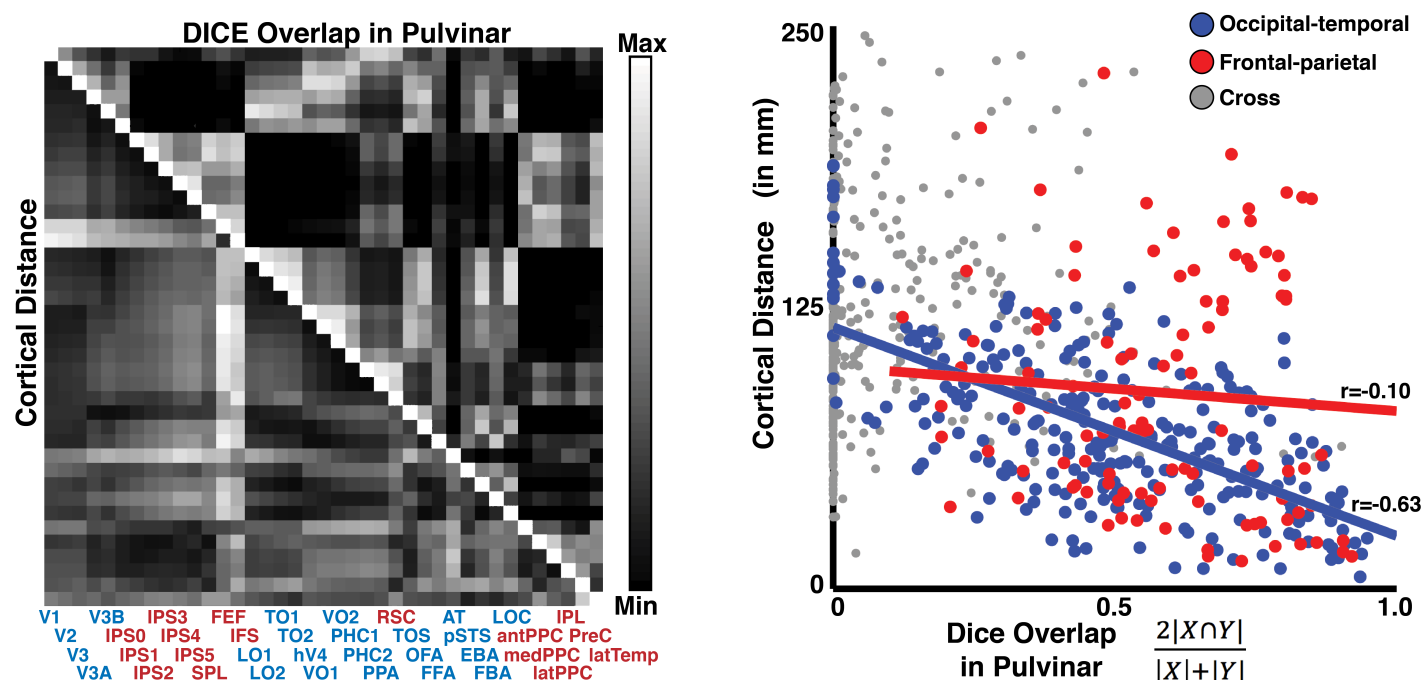 DICE Overlap in Pulvinar
Max
Cortical Distance
Min
V1 V3B IPS3 FEF TO1 VO2 RSC AT LOC IPL
V2 IPS0 IPS4 IFS TO2 PHC1 TOS pSTS antPPC PreC
V3 IPS1 IPS5 LO1 hV4 PHC2 OFA EBA medPPC latTemp
V3A IPS2 SPL LO2 VO1 PPA FFA FBA latPPC
Occipital-temporal
Frontal-parietal
Cross
250
125
0
Cortical Distance (in mm)
r=-0.10
r=-0.63
0 0.5 1.0
Dice Overlap
in Pulvinar
2|X∩Y|
|X|+|Y|